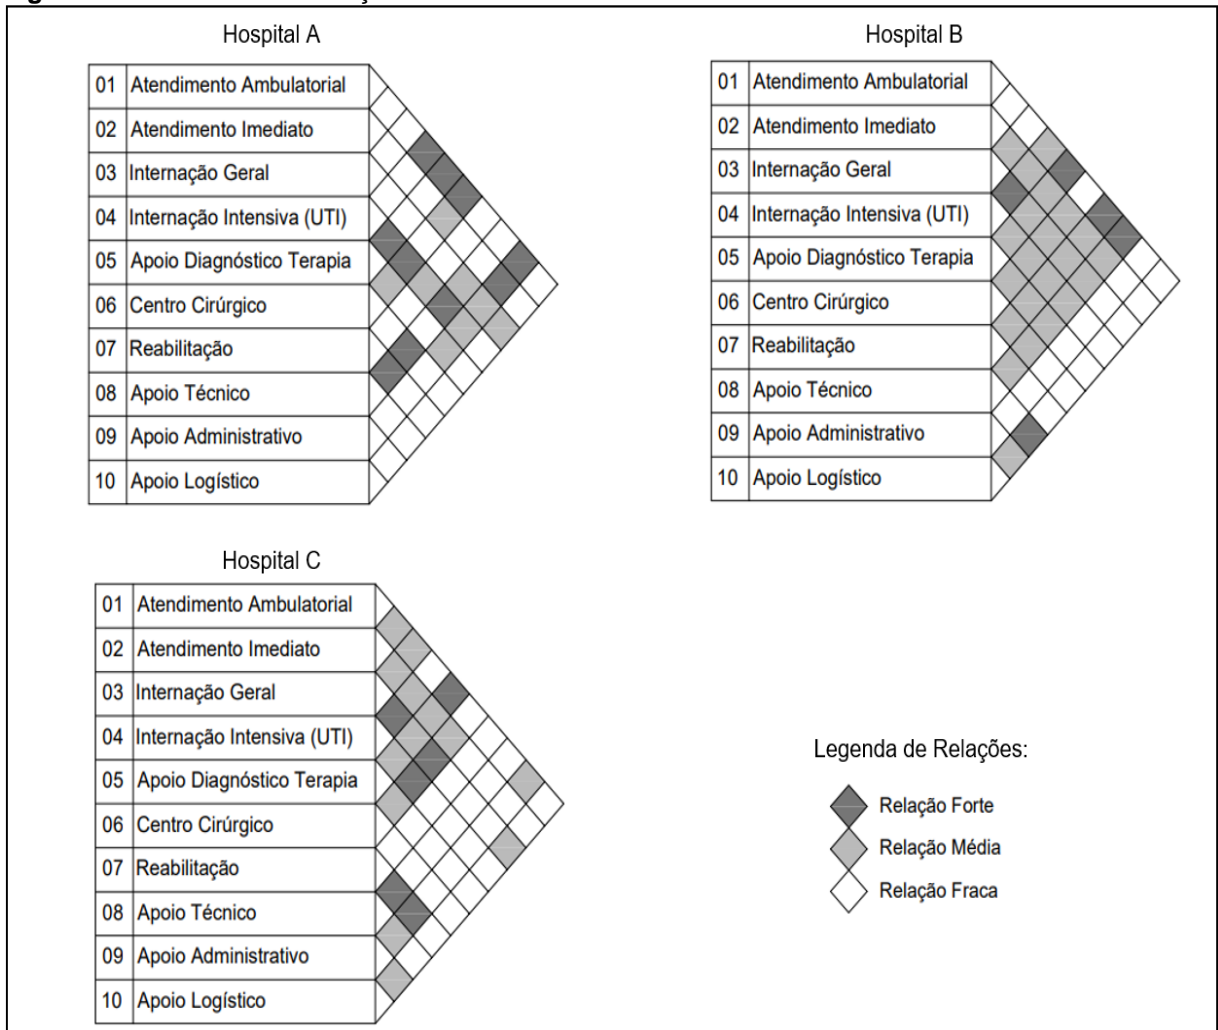 Hospital A
01 Atendimento Ambulatorial
02 Atendimento Imediato
03 Internação Geral
04 Internação Intensiva (UTI)
05 Apoio Diagnóstico Terapia
06 Centro Cirúrgico
07 Reabilitação
08 Apoio Técnico
09 Apoio Administrativo
10 Apoio Logístico
Hospital B
01 Atendimento Ambulatorial
02 Atendimento Imediato
03 Internação Geral
04 Internação Intensiva (UTI)
05 Apoio Diagnóstico Terapia
06 Centro Cirúrgico
07 Reabilitação
08 Apoio Técnico
09 Apoio Administrativo
10 Apoio Logístico
Hospital C
01 Atendimento Ambulatorial
02 Atendimento Imediato
03 Internação Geral
04 Internação Intensiva (UTI)
05 Apoio Diagnóstico Terapia
06 Centro Cirúrgico
07 Reabilitação
08 Apoio Técnico
09 Apoio Administrativo
10 Apoio Logístico
Legenda de Relações:
Relação Forte
Relação Média
Relação Fraca